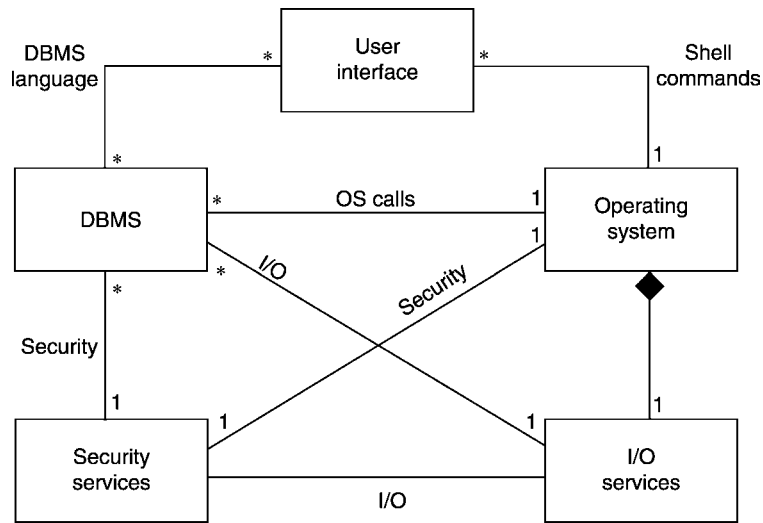 User
interface
DBMS
language
*
*
Shell
commands
*
1
DBMS
*
OS calls
1
Operating
system
1
*
I/O
Security
*
Security
1
1
1
1
Security
services
I/O
I/O
services